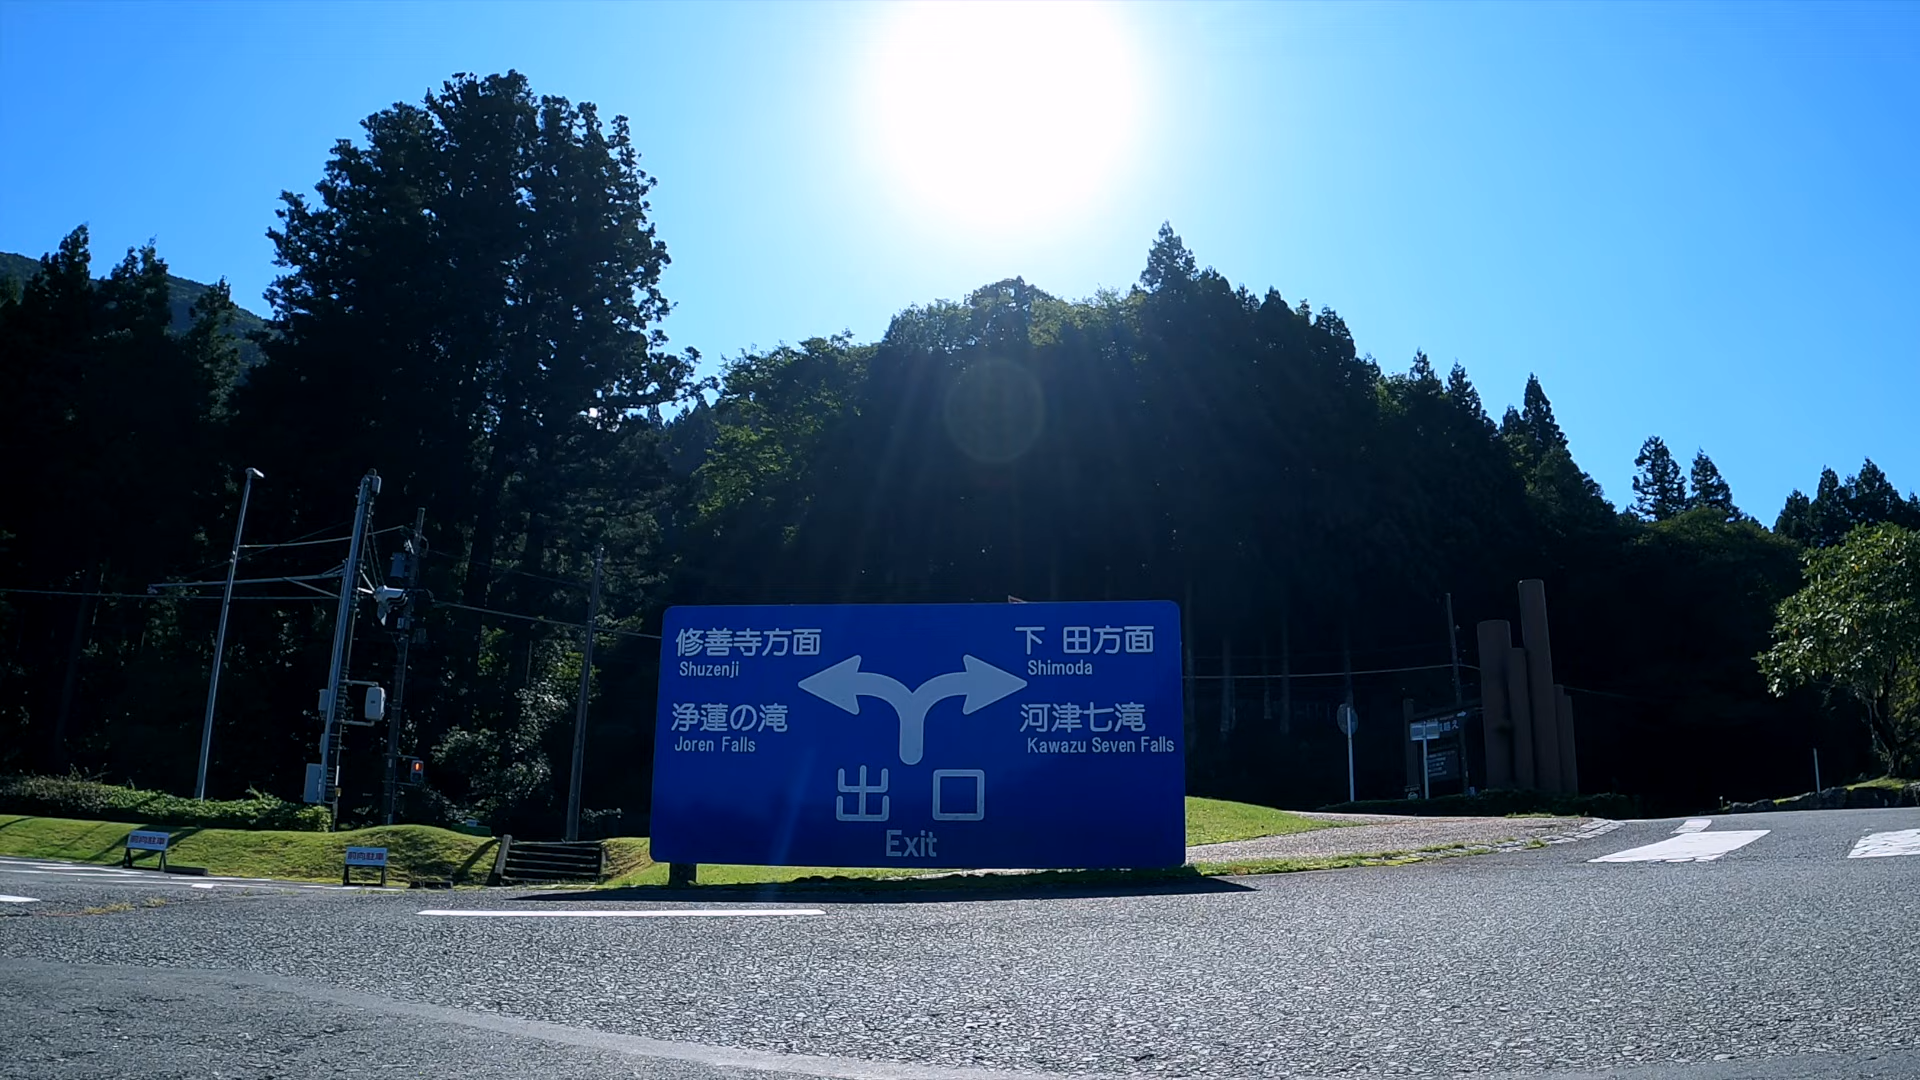 修善寺方面
Shuzenji
浄蓮の滝
Joren Falls
下 田方面
Shimoda
河津七滝
Kawazu Seven Falls
出 口
Exit